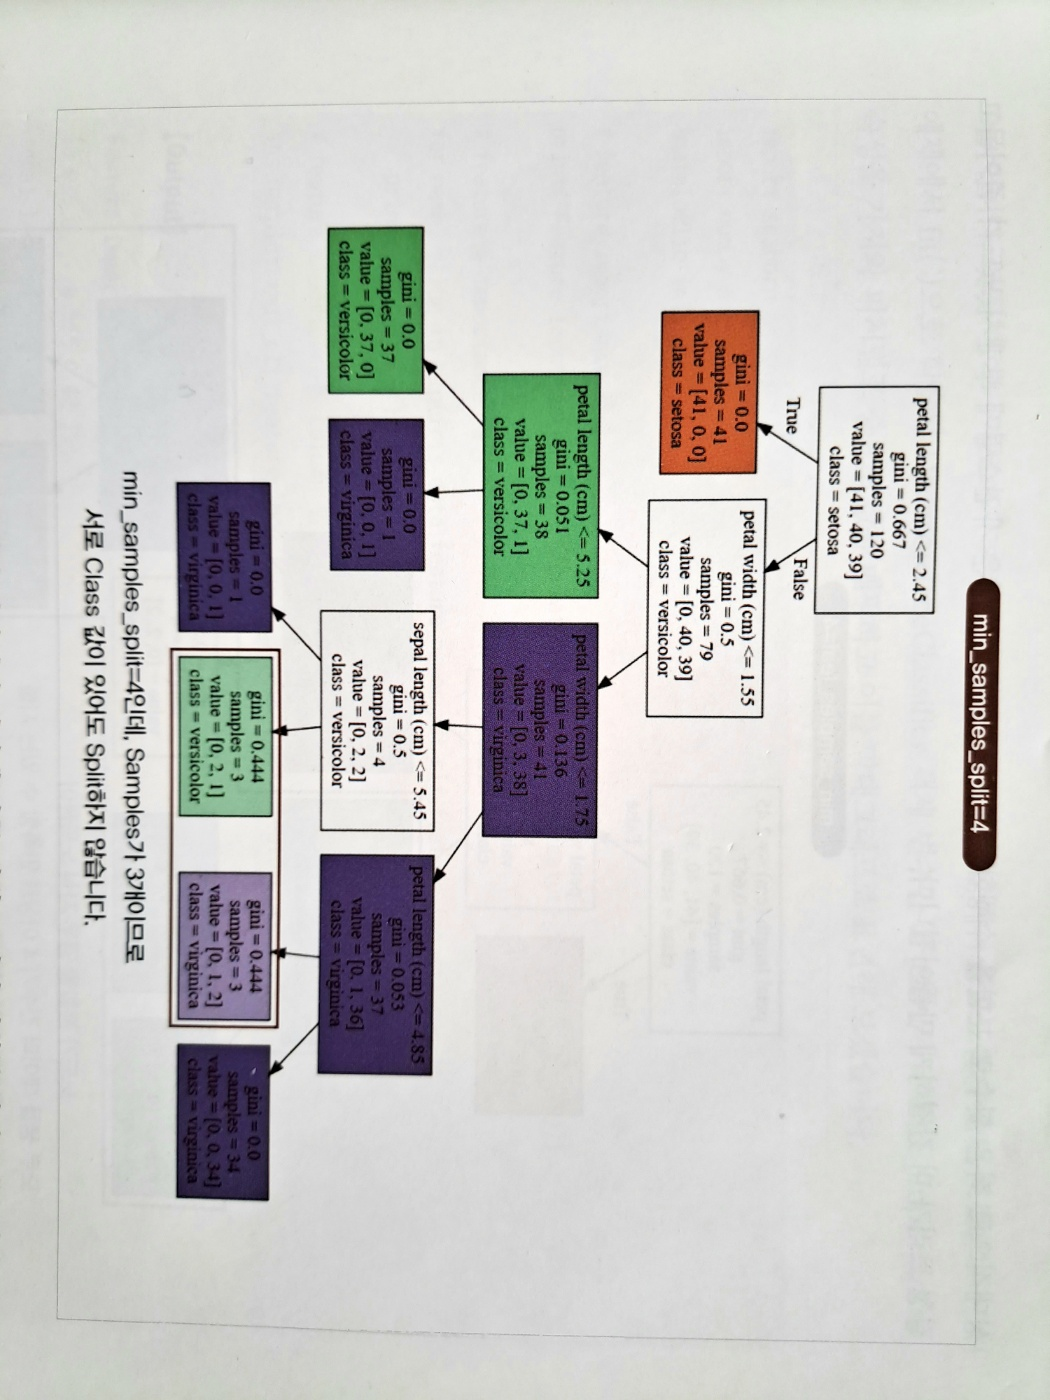 min_samples_split=4
petal length (cm) <= 2.45
gini = 0.667
samples = 120
value = [41, 40, 39]
class = setosa
True
False
gini = 0.0
samples = 41
value = [41, 0, 0]
class = setosa
petal width (cm) <= 1.55
gini = 0.5
samples = 79
value = [0, 40, 39]
class = versicolor
petal length (cm) <= 5.25
gini = 0.051
samples = 38
value = [0, 37, 1]
class = versicolor
petal width (cm) <= 1.75
gini = 0.136
samples = 41
value = [0, 3, 38]
class = virginica
gini = 0.0
samples = 37
value = [0, 37, 0]
class = versicolor
gini = 0.0
samples = 1
value = [0, 0, 1]
class = virginica
sepal length (cm) <= 5.45
gini = 0.5
samples = 4
value = [0, 2, 2]
class = versicolor
petal length (cm) <= 4.85
gini = 0.053
samples = 37
value = [0, 1, 36]
class = virginica
gini = 0.0
samples = 1
value = [0, 0, 1]
class = virginica
gini = 0.444
samples = 3
value = [0, 2, 1]
class = versicolor
gini = 0.444
samples = 3
value = [0, 1, 2]
class = virginica
gini = 0.0
samples = 34
value = [0, 0, 34]
class = virginica
min_samples_split=4인데, Samples가 3개이므로
서로 Class 값이 있어도 Split하지 않습니다.